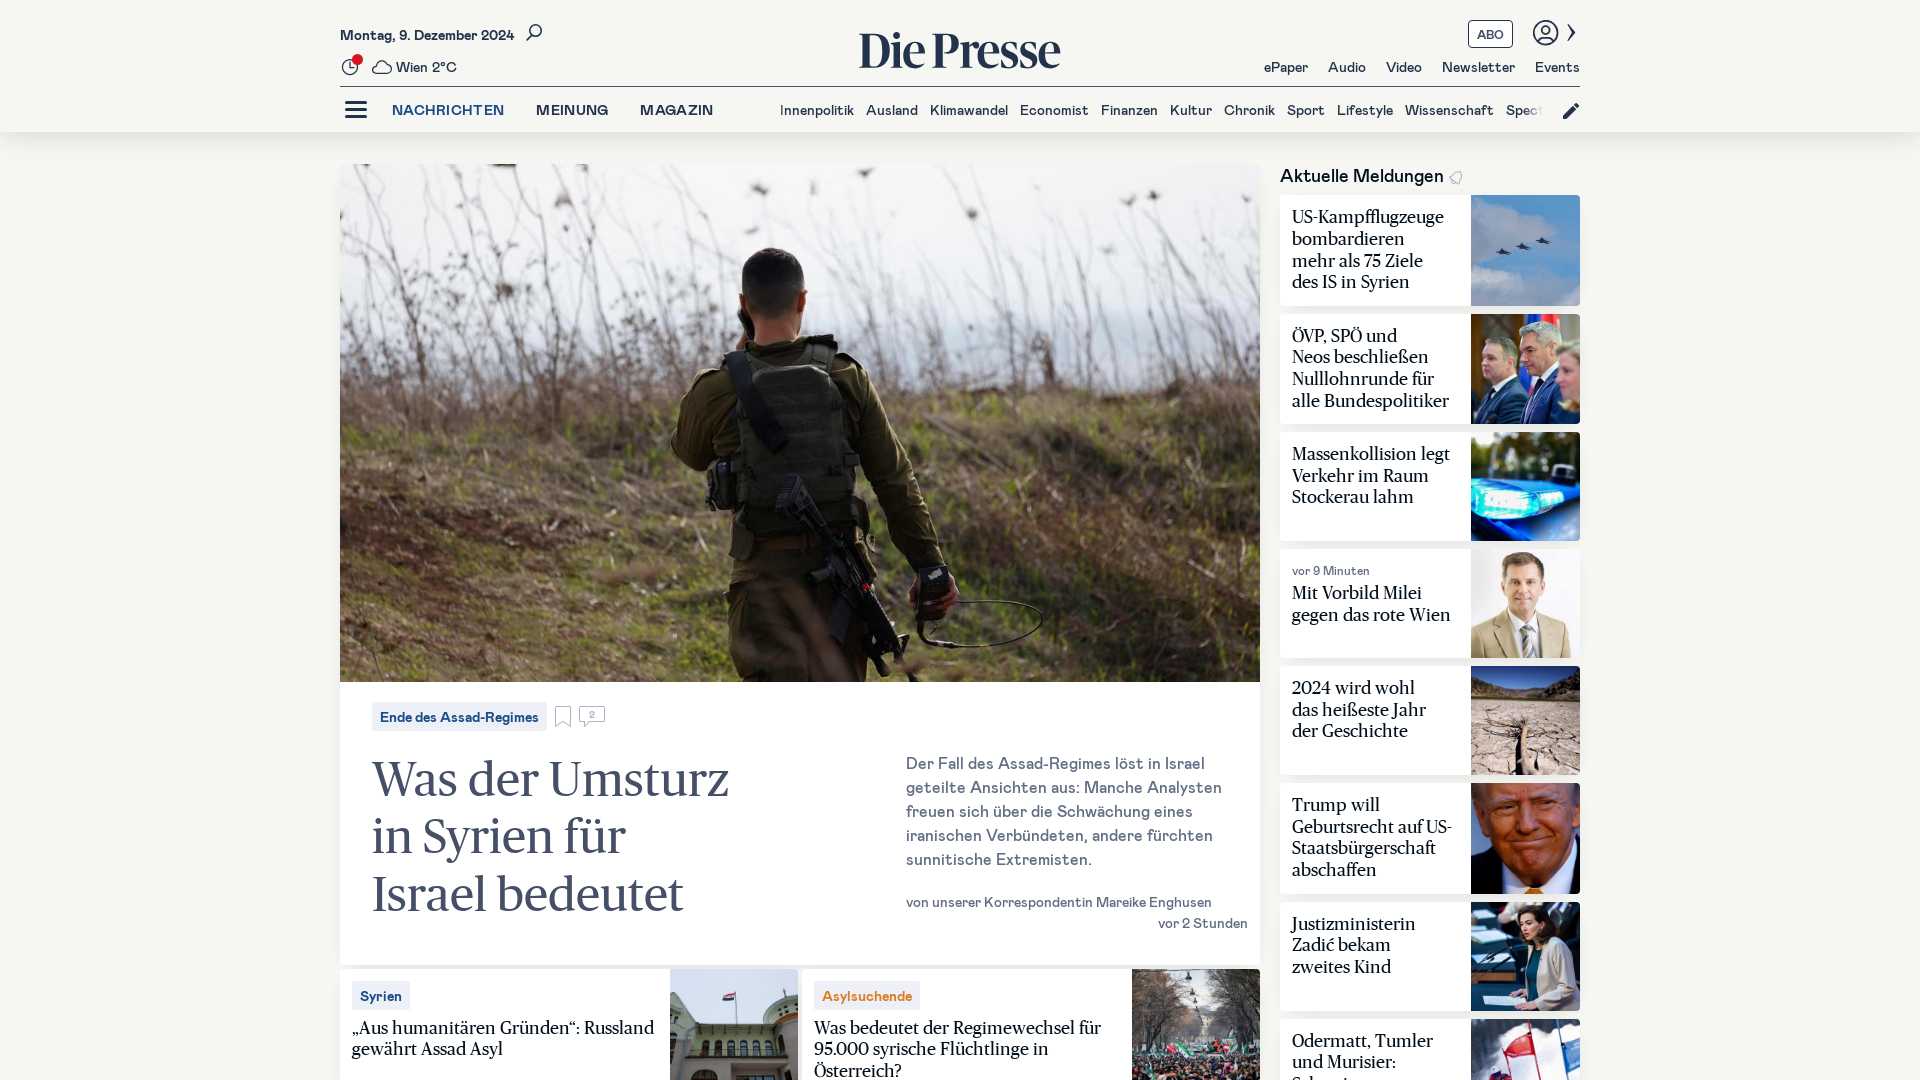 Montag, 9. Dezember 2024
Wien 2°C
Die Presse
ABO
ePaper Audio Video Newsletter Events
NACHRICHTEN MEINUNG MAGAZIN
Innenpolitik Ausland Klimawandel Economist Finanzen Kultur Chronik Sport Lifestyle Wissenschaft Spect
Ende des Assad-Regimes
2
Was der Umsturz
in Syrien für
Israel bedeutet
Der Fall des Assad-Regimes löst in Israel
geteilte Ansichten aus: Manche Analysten
freuen sich über die Schwächung eines
iranischen Verbündeten, andere fürchten
sunnitische Extremisten.
von unserer Korrespondentin Mareike Enghusen
vor 2 Stunden
Syrien
„Aus humanitären Gründen“: Russland
gewährt Assad Asyl
Asylsuchende
Was bedeutet der Regimewechsel für
95.000 syrische Flüchtlinge in
Österreich?
Aktuelle Meldungen
US-Kampfflugzeuge
bombardieren
mehr als 75 Ziele
des IS in Syrien
ÖVP, SPÖ und
Neos beschließen
Nulllohnrunde für
alle Bundespolitiker
Massenkollision legt
Verkehr im Raum
Stockerau lahm
vor 9 Minuten
Mit Vorbild Milei
gegen das rote Wien
2024 wird wohl
das heißeste Jahr
der Geschichte
Trump will
Geburtsrecht auf US-
Staatsbürgerschaft
abschaffen
Justizministerin
Zadić bekam
zweites Kind
Odermatt, Tumler
und Murisier: